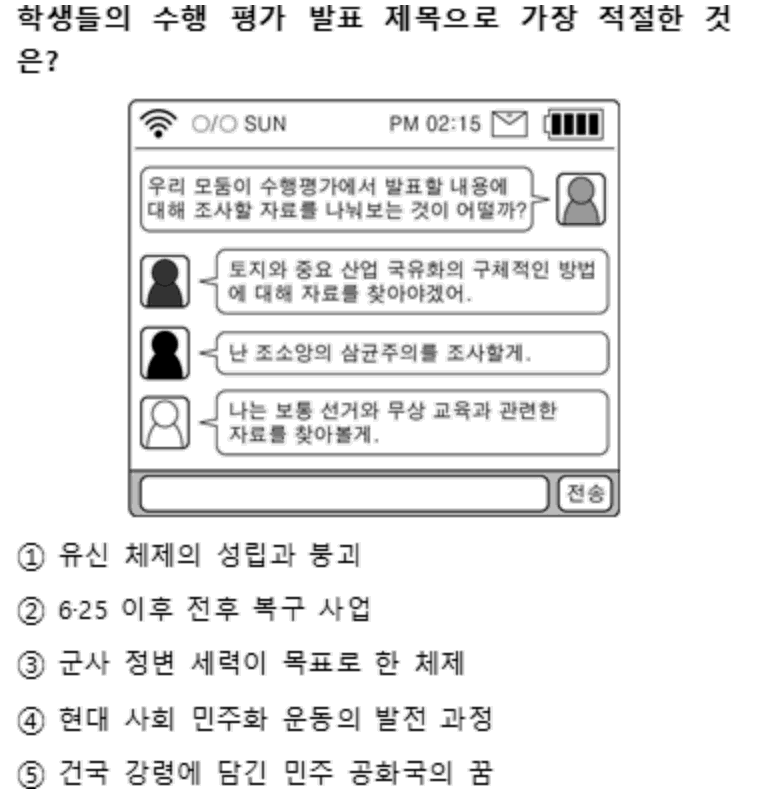 학생들의 수행 평가 발표 제목으로 가장 적절한 것
은?
○/○ SUN PM 02:15
우리 모둠이 수행평가에서 발표할 내용에
대해 조사할 자료를 나눠보는 것이 어떨까?
토지와 중요 산업 국유화의 구체적인 방법
에 대해 자료를 찾아야겠어.
난 조소앙의 삼균주의를 조사할게.
나는 보통 선거와 무상 교육과 관련한
자료를 찾아볼게.
전송
① 유신 체제의 성립과 붕괴
② 6·25 이후 전후 복구 사업
③ 군사 정변 세력이 목표로 한 체제
④ 현대 사회 민주화 운동의 발전 과정
⑤ 건국 강령에 담긴 민주 공화국의 꿈